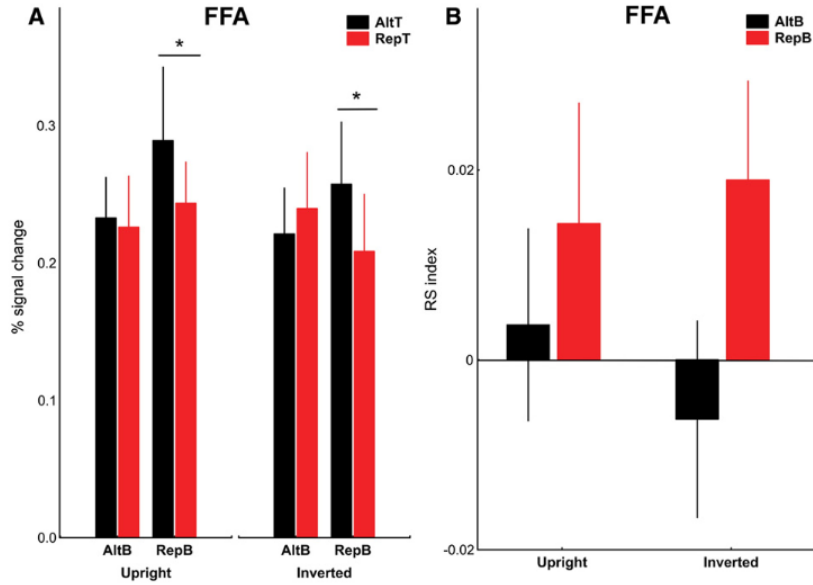 A
FFA
AltT
RepT
*
*
% signal change
0.3
0.2
0.1
0.0
AltB RepB AltB RepB
Upright Inverted
B
FFA
AltB
RepB
RS index
0.02
0
-0.02
Upright Inverted